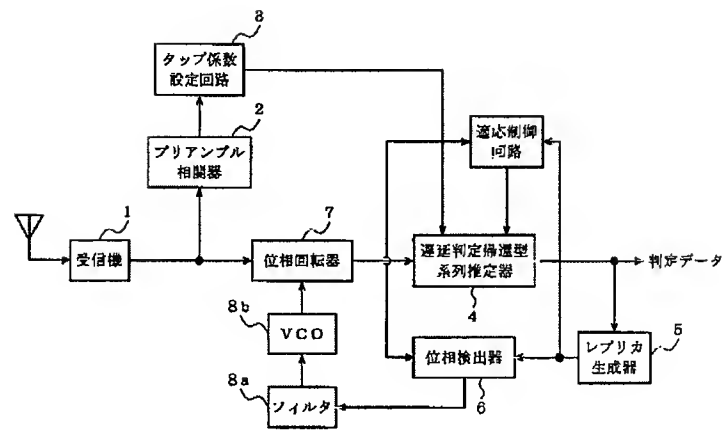 3
タップ係数
設定回路
2
プリアンブル
相関器
適応制御
回路
1
受信機
7
位相回転器
遅延判定帰還型
系列推定器
4
判定データ
8b
VCO
位相検出器
6
レプリカ
生成器
5
8a
フィルタ